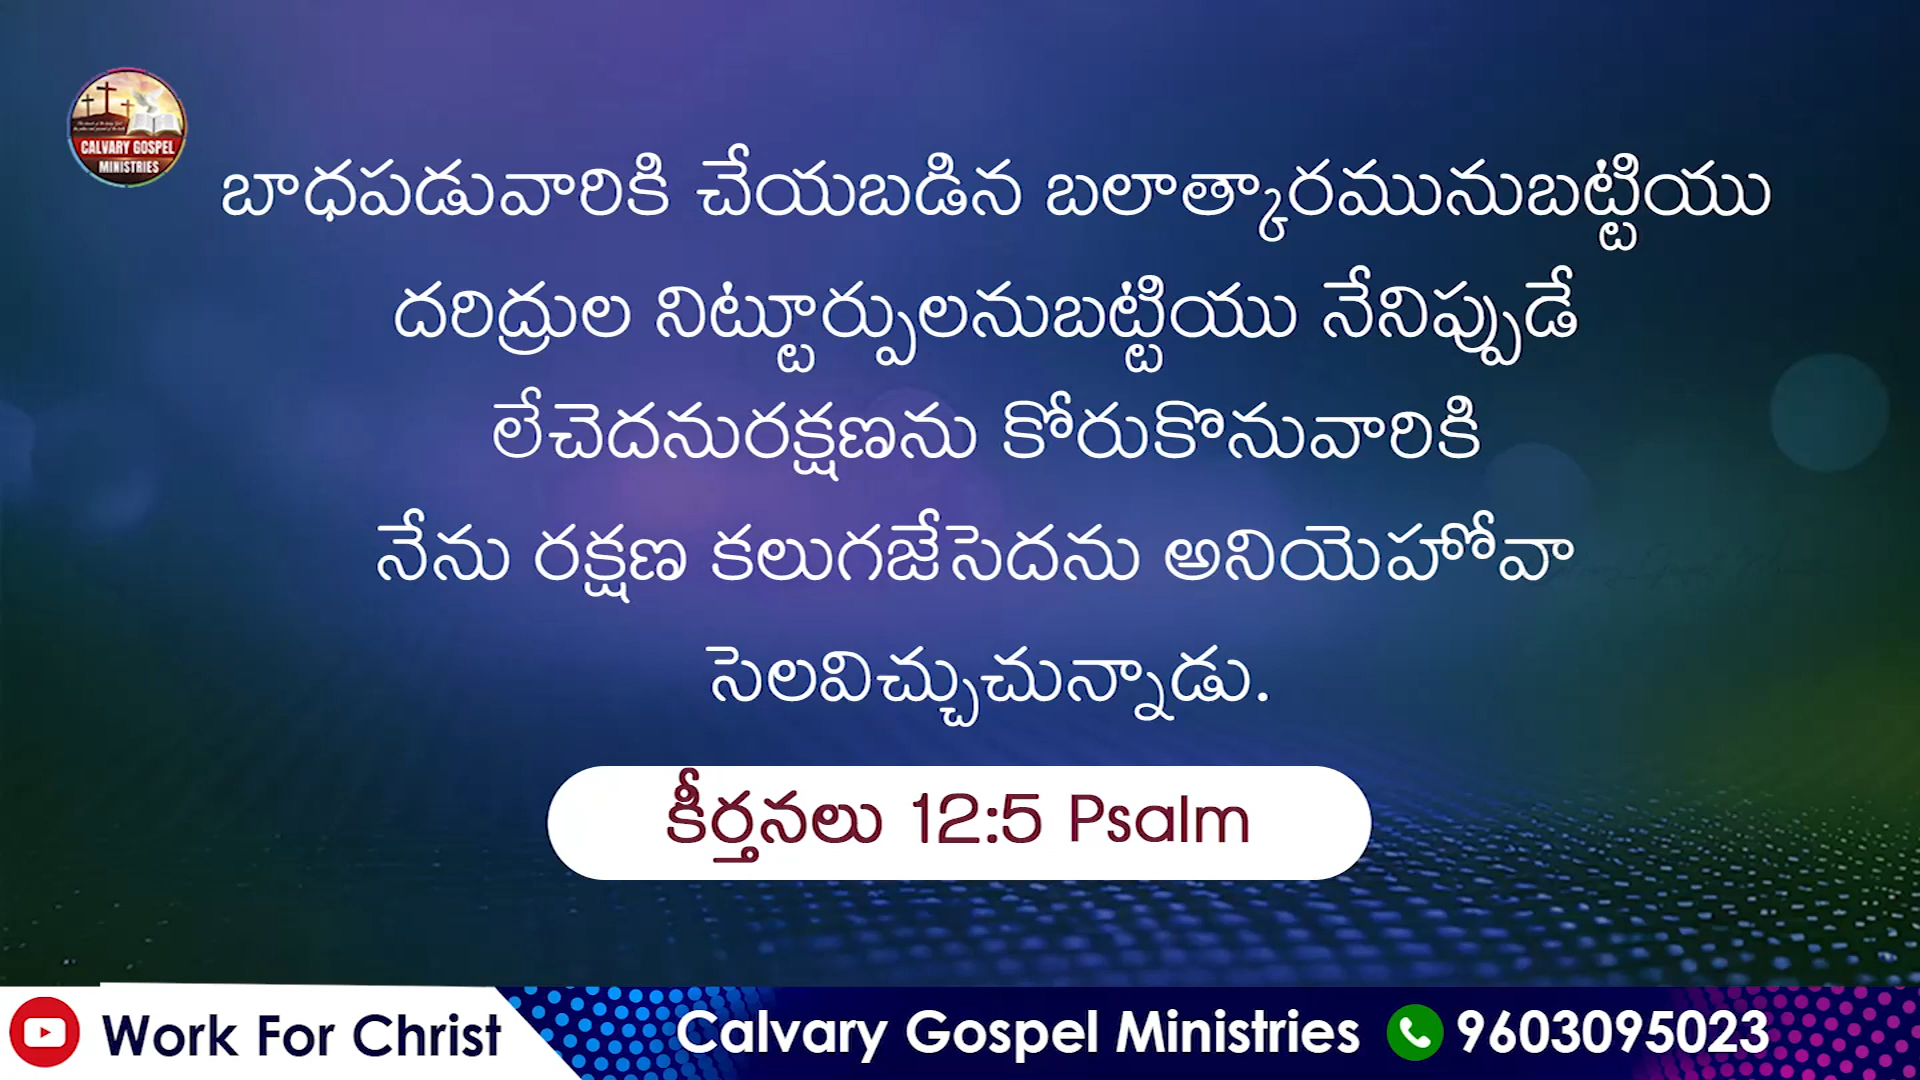 CALVARY GOSPEL
MINISTRIES
బాధపడువారికి చేయబడిన బలాత్కారమునుబట్టియు
దరిద్రుల నిట్టూర్పులనుబట్టియు నేనిప్పుడే
లేచెదనురక్షణను కోరుకొనువారికి
నేను రక్షణ కలుగజేసెదను అనియెహోవా
సెలవిచ్చుచున్నాడు.
కీర్తనలు 12:5 Psalm
Work For Christ
Calvary Gospel Ministries 9603095023